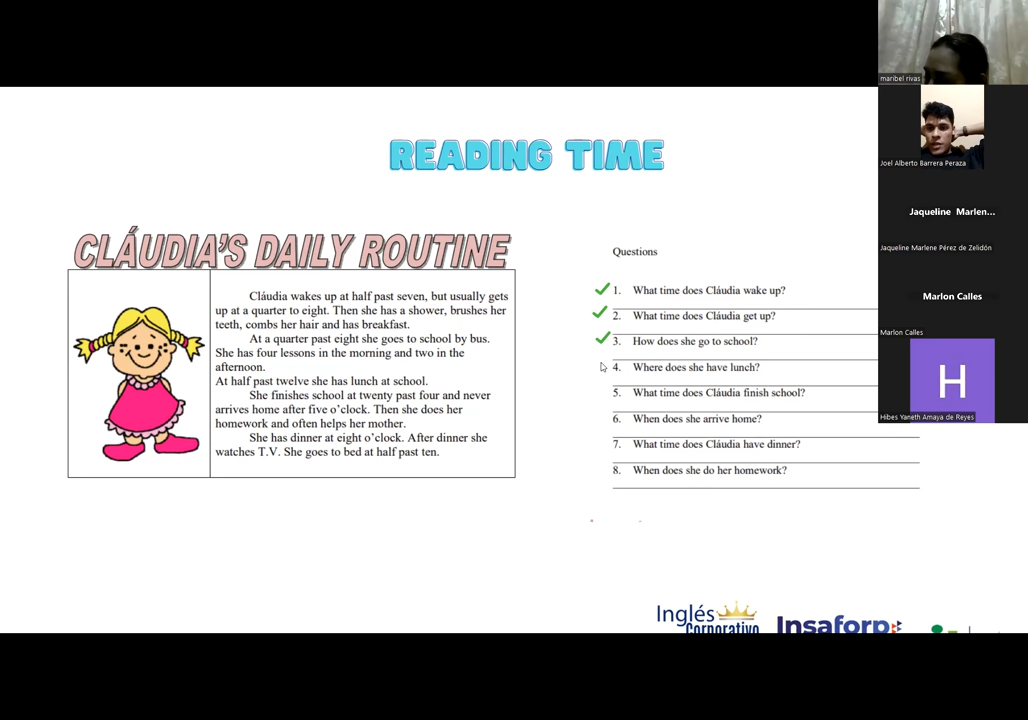 READING TIME
CLÁUDIA'S DAILY ROUTINE
Cláudia wakes up at half past seven, but usually gets
up at a quarter to eight. Then she has a shower, brushes her
teeth, combs her hair and has breakfast.
At a quarter past eight she goes to school by bus.
She has four lessons in the morning and two in the
afternoon.
At half past twelve she has lunch at school.
She finishes school at twenty past four and never
arrives home after five o'clock. Then she does her
homework and often helps her mother.
She has dinner at eight o'clock. After dinner she
watches T.V. She goes to bed at half past ten.
Questions
1. What time does Cláudia wake up?
2. What time does Cláudia get up?
3. How does she go to school?
4. Where does she have lunch?
5. What time does Cláudia finish school?
6. When does she arrive home?
7. What time does Cláudia have dinner?
8. When does she do her homework?
Inglés
Corporativo
Insaforp
maribel rivas
Joel Alberto Barrera Peraza
Jaqueline Marlen...
Jaqueline Marlene Pérez de Zelidón
Marlon Calles
Marlon Calles
H
Hibes Yaneth Amaya de Reyes